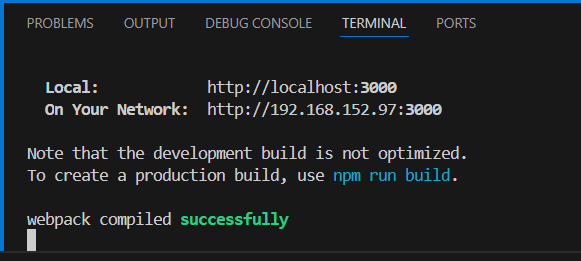 PROBLEMS OUTPUT DEBUG CONSOLE TERMINAL PORTS
Local: http://localhost:3000
On Your Network: http://192.168.152.97:3000
Note that the development build is not optimized.
To create a production build, use npm run build.
webpack compiled successfully